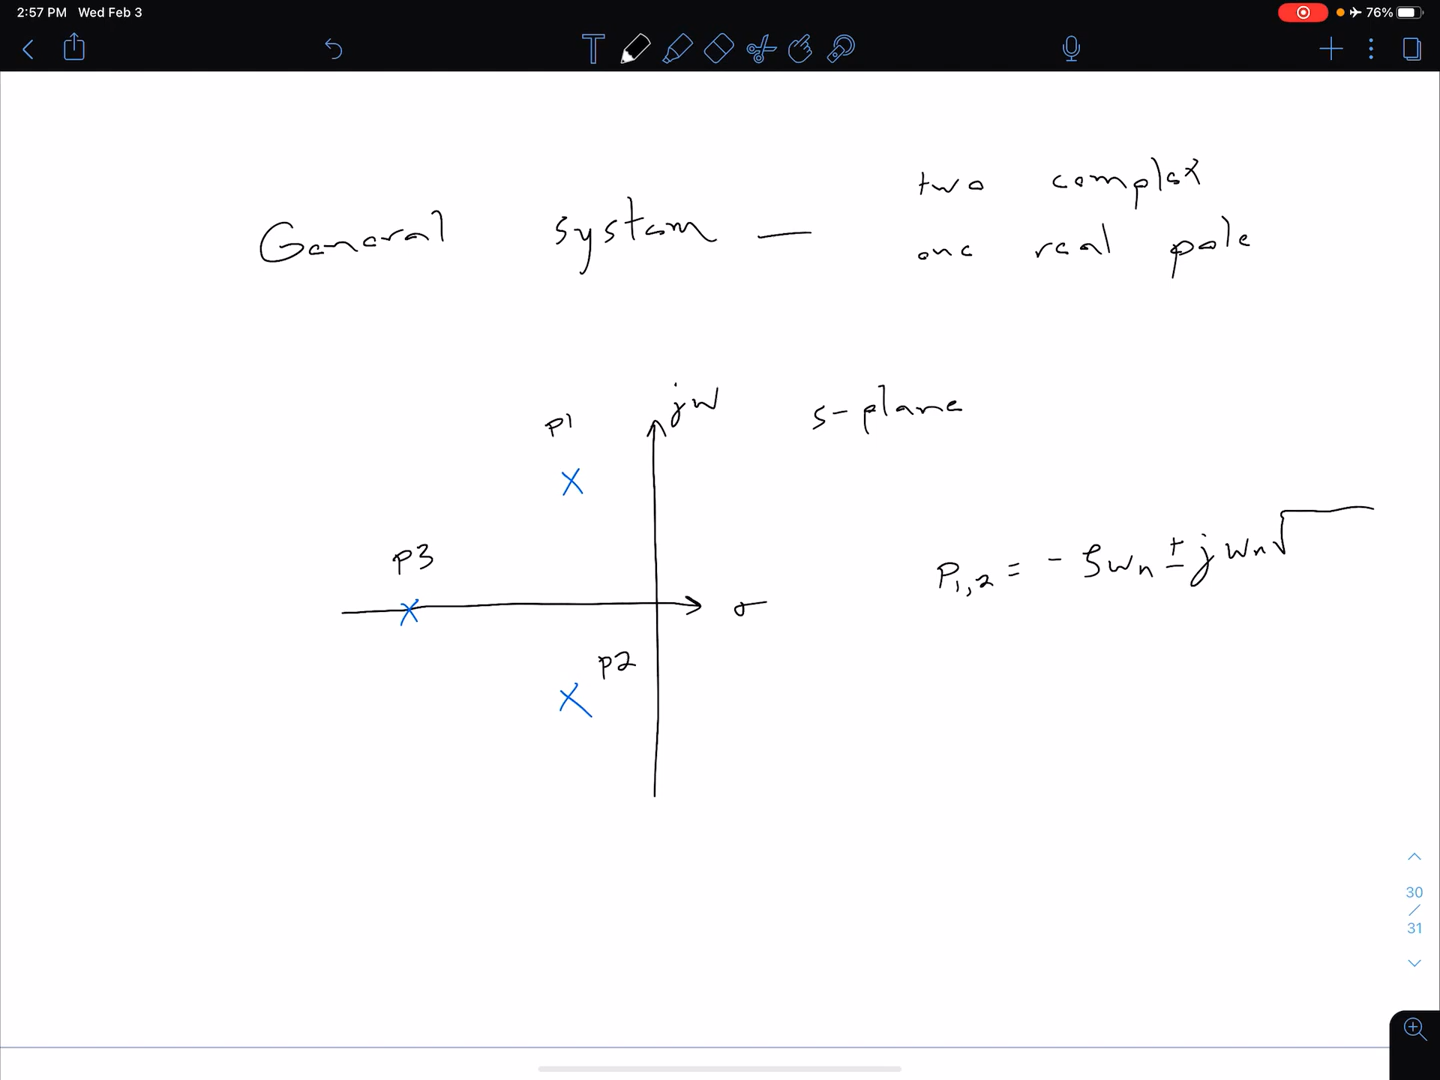 2:57 PM Wed Feb 3
76%
two complex
General system — one real pole
jw
s-plane
p1
p3
P1,2 = - ζwn ± jwn√
σ
p2
30
/
31